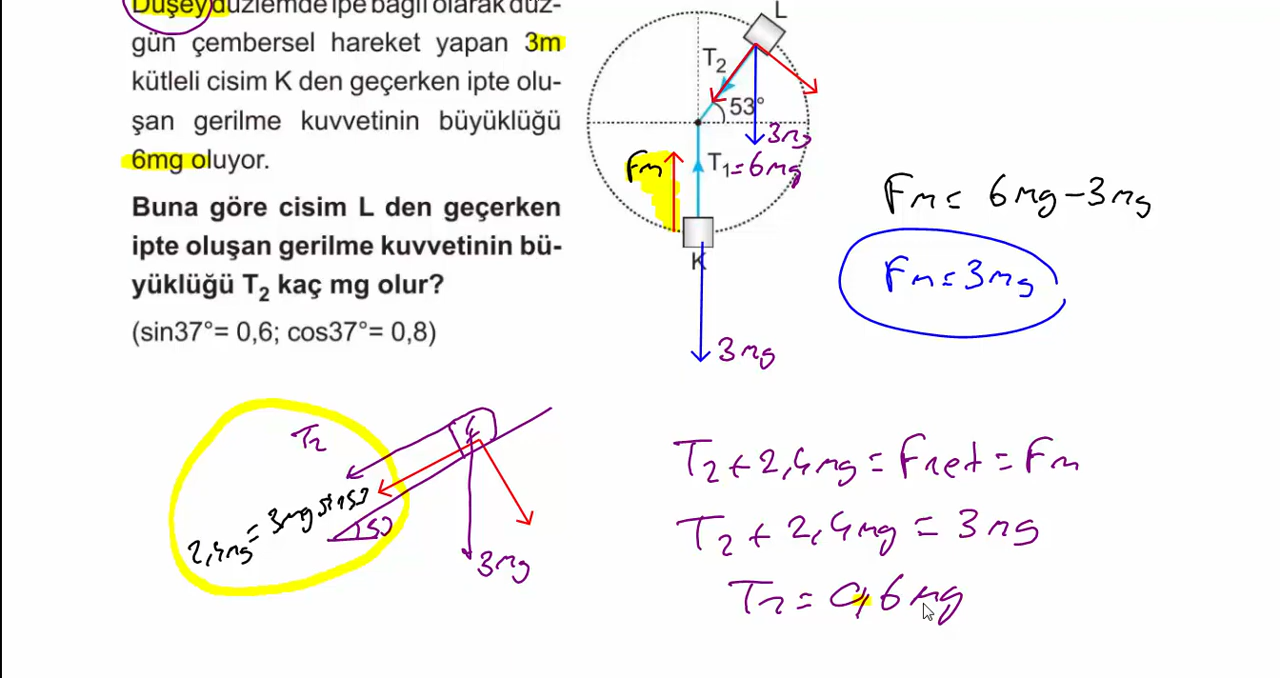 Düşey düzlemde ipe bağlı olarak düz-
gün çembersel hareket yapan 3m
kütleli cisim K den geçerken ipte olu-
şan gerilme kuvvetinin büyüklüğü
6mg oluyor.
Buna göre cisim L den geçerken
ipte oluşan gerilme kuvvetinin bü-
yüklüğü T₂ kaç mg olur?
(sin37°= 0,6; cos37°= 0,8)
L
T₂
53°
3mg
Fm
T₁=6mg
K
3mg
Fm= 6mg-3mg
Fm=3mg
T₂
2,4mg=3mgsin53
53
3mg
T₂+2,4mg=Fnet=Fm
T₂+2,4mg=3mg
T₂=0,6mg